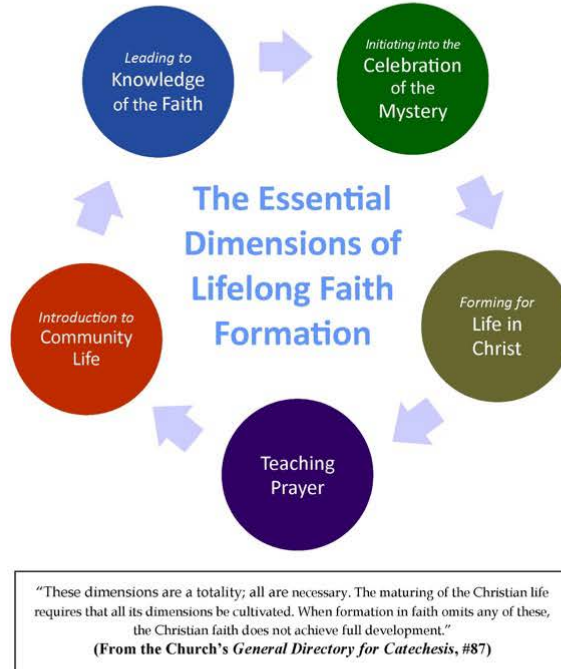 Leading to
Knowledge
of the Faith
Initiating into the
Celebration
of the
Mystery
The Essential
Dimensions of
Lifelong Faith
Formation
Introduction to
Community
Life
Forming for
Life in
Christ
Teaching
Prayer
“These dimensions are a totality; all are necessary. The maturing of the Christian life
requires that all its dimensions be cultivated. When formation in faith omits any of these,
the Christian faith does not achieve full development.”
(From the Church’s General Directory for Catechesis, #87)